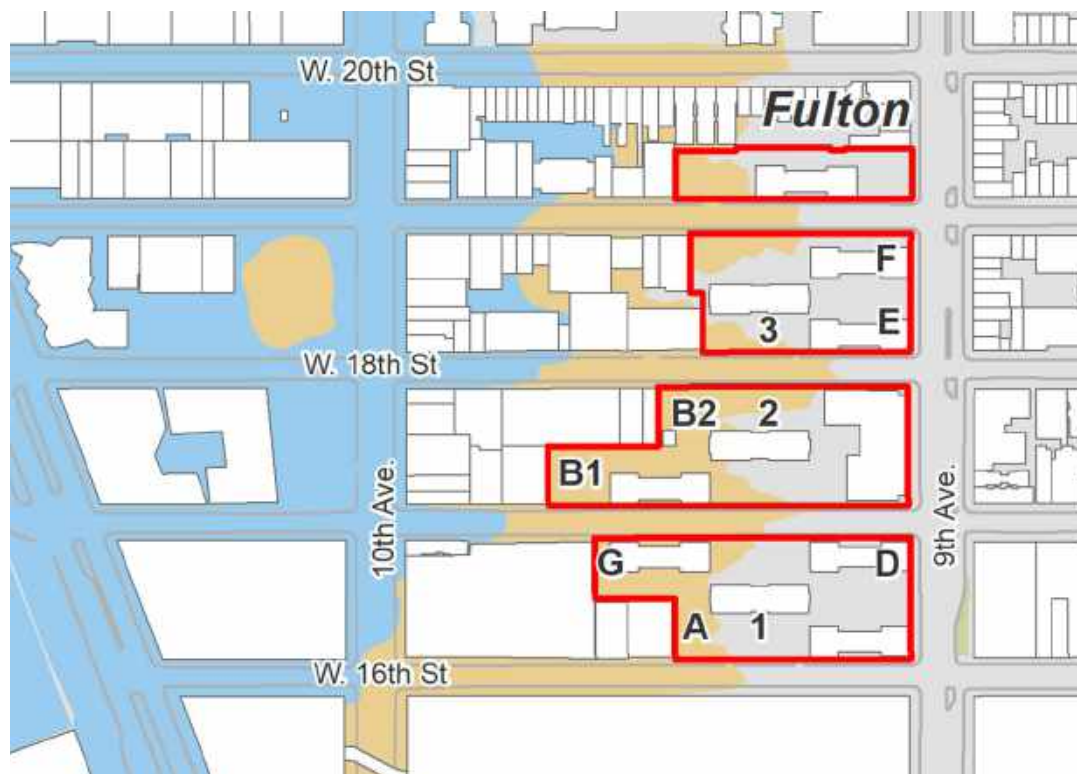 W. 20th St
Fulton
F
3
E
W. 18th St
B2
2
B1
10th Ave.
9th Ave.
G
D
A
1
W. 16th St